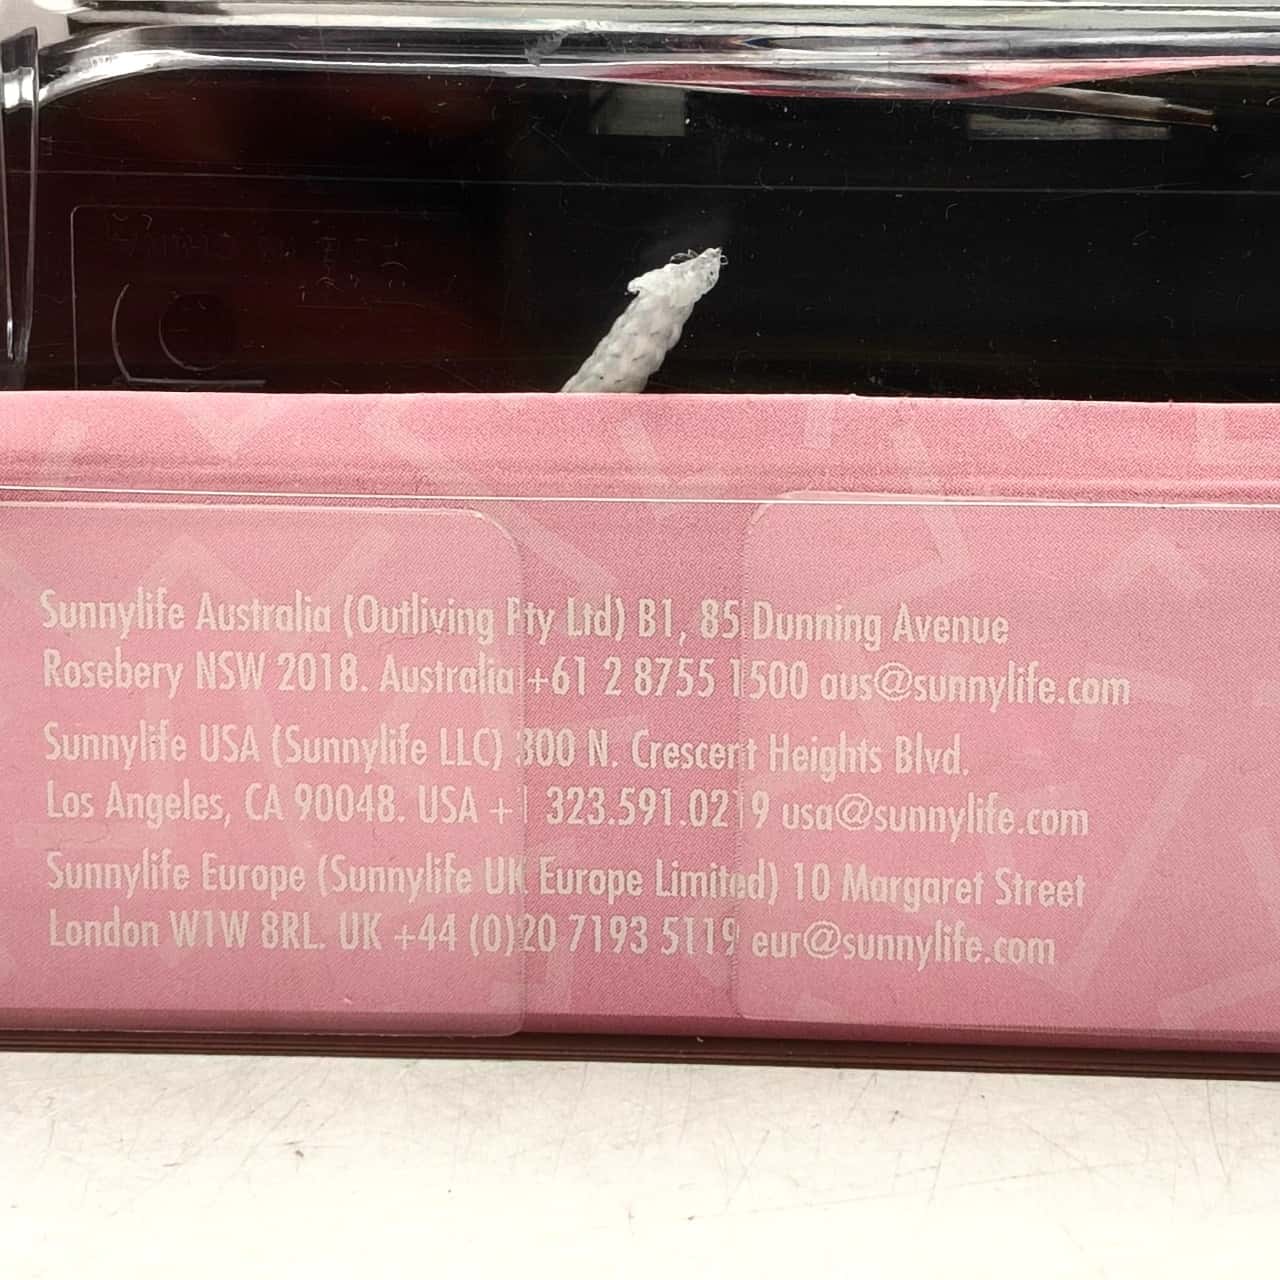 Sunnylife Australia (Outliving Pty Ltd) B1, 85 Dunning Avenue
Rosebery NSW 2018. Australia +61 2 8755 1500 aus@sunnylife.com
Sunnylife USA (Sunnylife LLC) 300 N. Crescent Heights Blvd.
Los Angeles, CA 90048. USA +1 323.591.0219 usa@sunnylife.com
Sunnylife Europe (Sunnylife UK Europe Limited) 10 Margaret Street
London W1W 8RL. UK +44 (0)20 7193 5119 eur@sunnylife.com